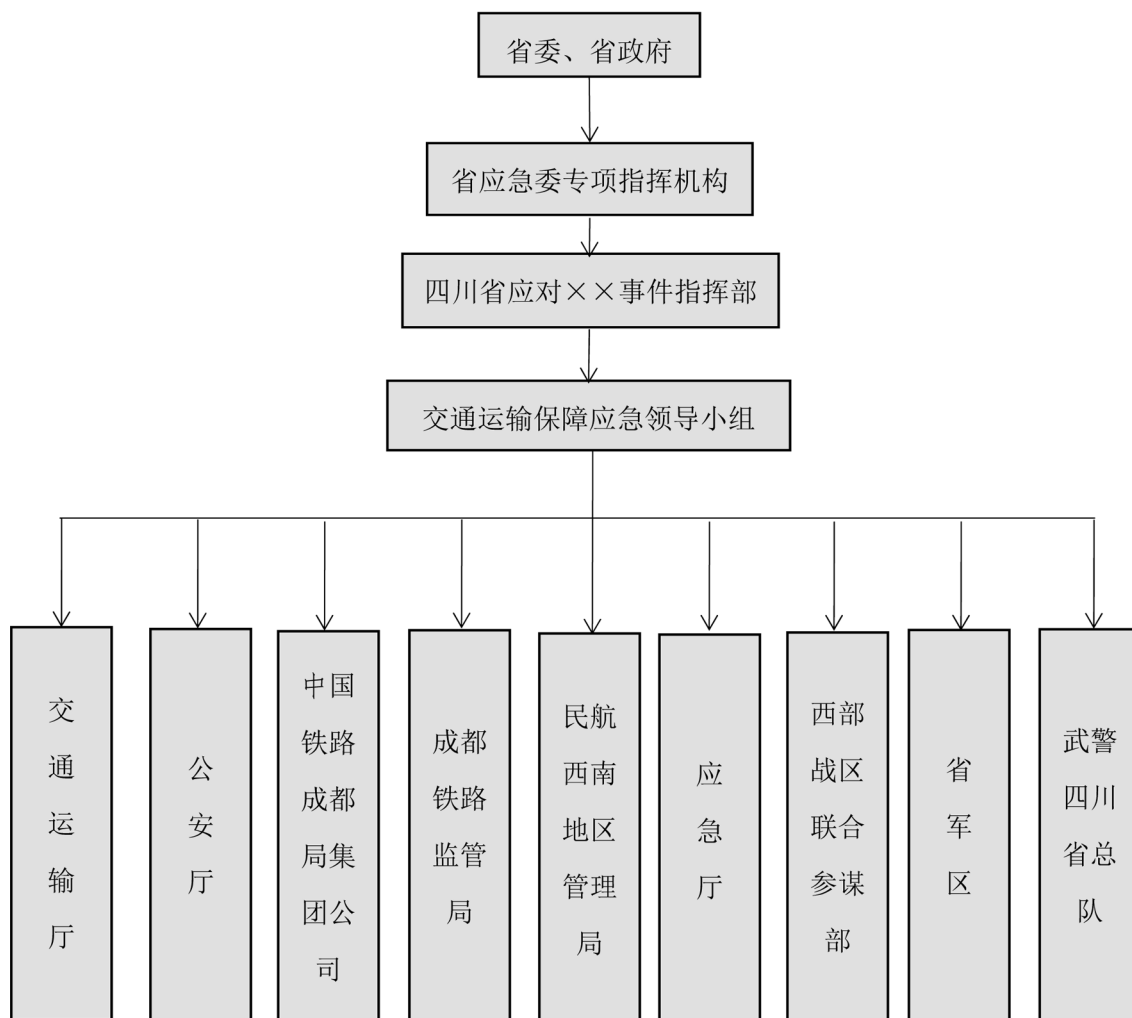 省委、省政府
省应急委专项指挥机构
四川省应对××事件指挥部
交通运输保障应急领导小组
交
通
运
输
厅
公
安
厅
中国
铁路
成都
局集
团公
司
成都
铁路
监管
局
民航
西南
地区
管理
局
应
急
厅
西部
战区
联合
参谋
部
省
军
区
武警
四川
省总
队